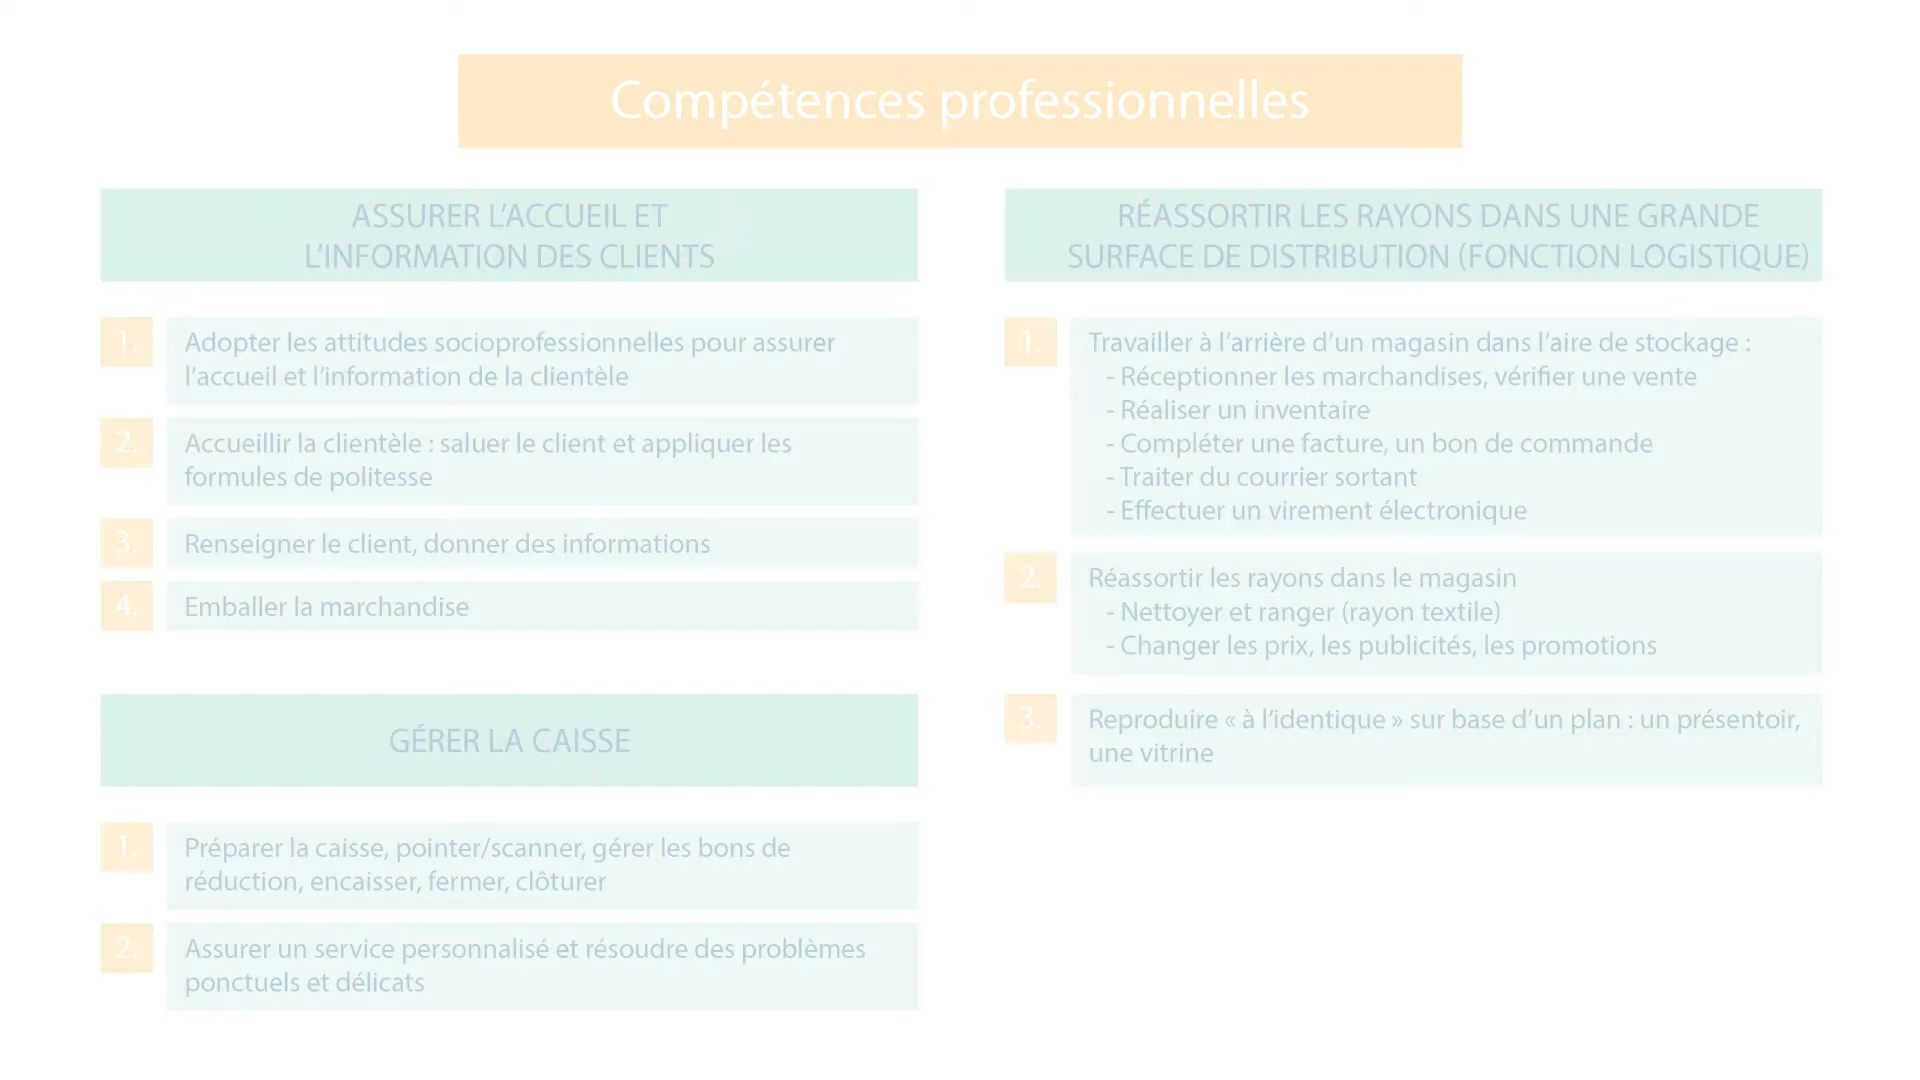 Compétences professionnelles
ASSURER L’ACCUEIL ET
L’INFORMATION DES CLIENTS
1.
Adopter les attitudes socioprofessionnelles pour assurer
l’accueil et l’information de la clientèle
2.
Accueillir la clientèle : saluer le client et appliquer les
formules de politesse
3.
Renseigner le client, donner des informations
4.
Emballer la marchandise
GÉRER LA CAISSE
1.
Préparer la caisse, pointer/scanner, gérer les bons de
réduction, encaisser, fermer, clôturer
2.
Assurer un service personnalisé et résoudre des problèmes
ponctuels et délicats
RÉASSORTIR LES RAYONS DANS UNE GRANDE
SURFACE DE DISTRIBUTION (FONCTION LOGISTIQUE)
1.
Travailler à l’arrière d’un magasin dans l’aire de stockage :
- Réceptionner les marchandises, vérifier une vente
- Réaliser un inventaire
- Compléter une facture, un bon de commande
- Traiter du courrier sortant
- Effectuer un virement électronique
2.
Réassortir les rayons dans le magasin
- Nettoyer et ranger (rayon textile)
- Changer les prix, les publicités, les promotions
3.
Reproduire « à l’identique » sur base d’un plan : un présentoir,
une vitrine